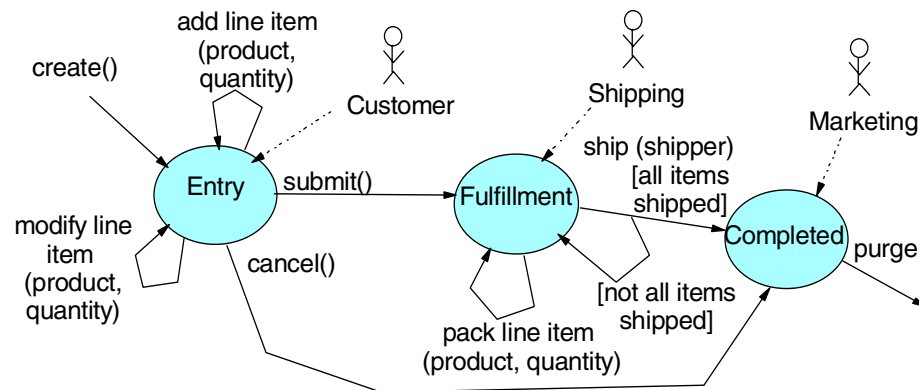 add line item
(product,
quantity)
create()
Customer
Shipping
Marketing
ship (shipper)
[all items
shipped]
Entry
submit()
Fulfillment
Completed
modify line
item
(product,
quantity)
cancel()
purge
[not all items
shipped]
pack line item
(product, quantity)